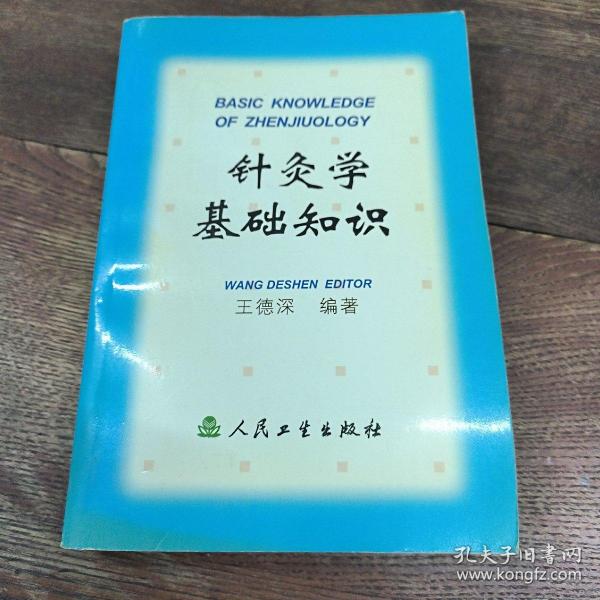 BASIC KNOWLEDGE
OF ZHENJIUOLOGY
针灸学
基础知识
WANG DESHEN EDITOR
王德深 编著
人民卫生出版社
孔夫子旧书网
www.kongfz.com